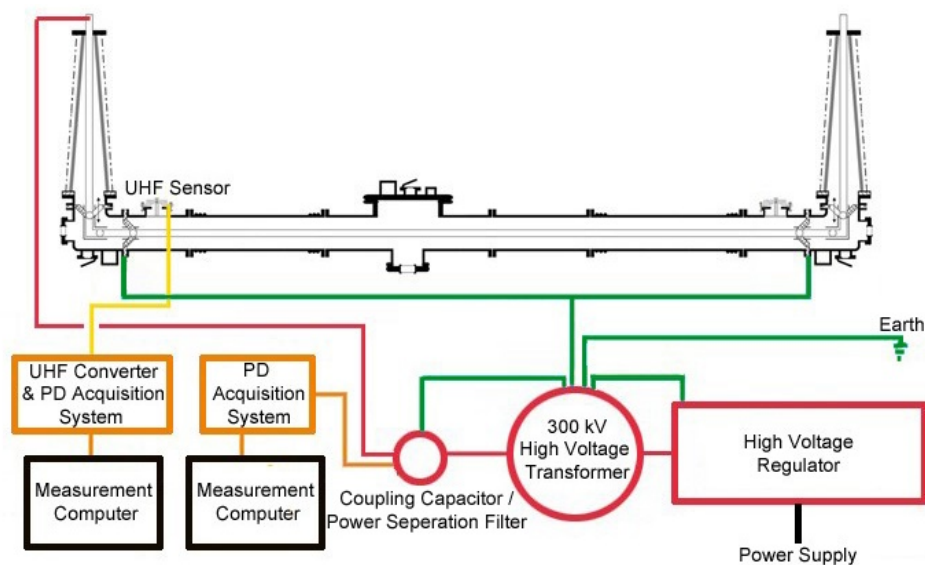 UHF Sensor
Earth
UHF Converter
& PD Acquisition
System
PD
Acquisition
System
300 kV
High Voltage
Transformer
High Voltage
Regulator
Measurement
Computer
Measurement
Computer
Coupling Capacitor /
Power Seperation Filter
Power Supply